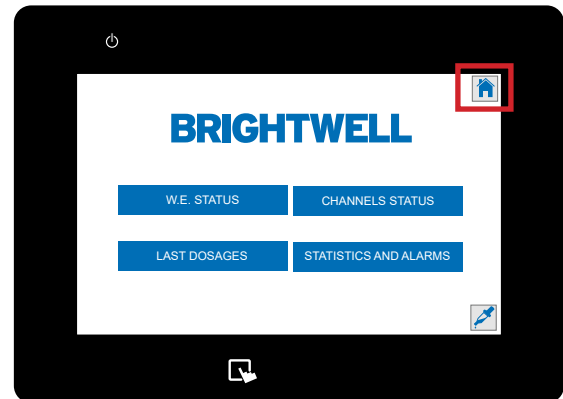 BRIGHTWELL
W.E. STATUS
CHANNELS STATUS
LAST DOSAGES
STATISTICS AND ALARMS